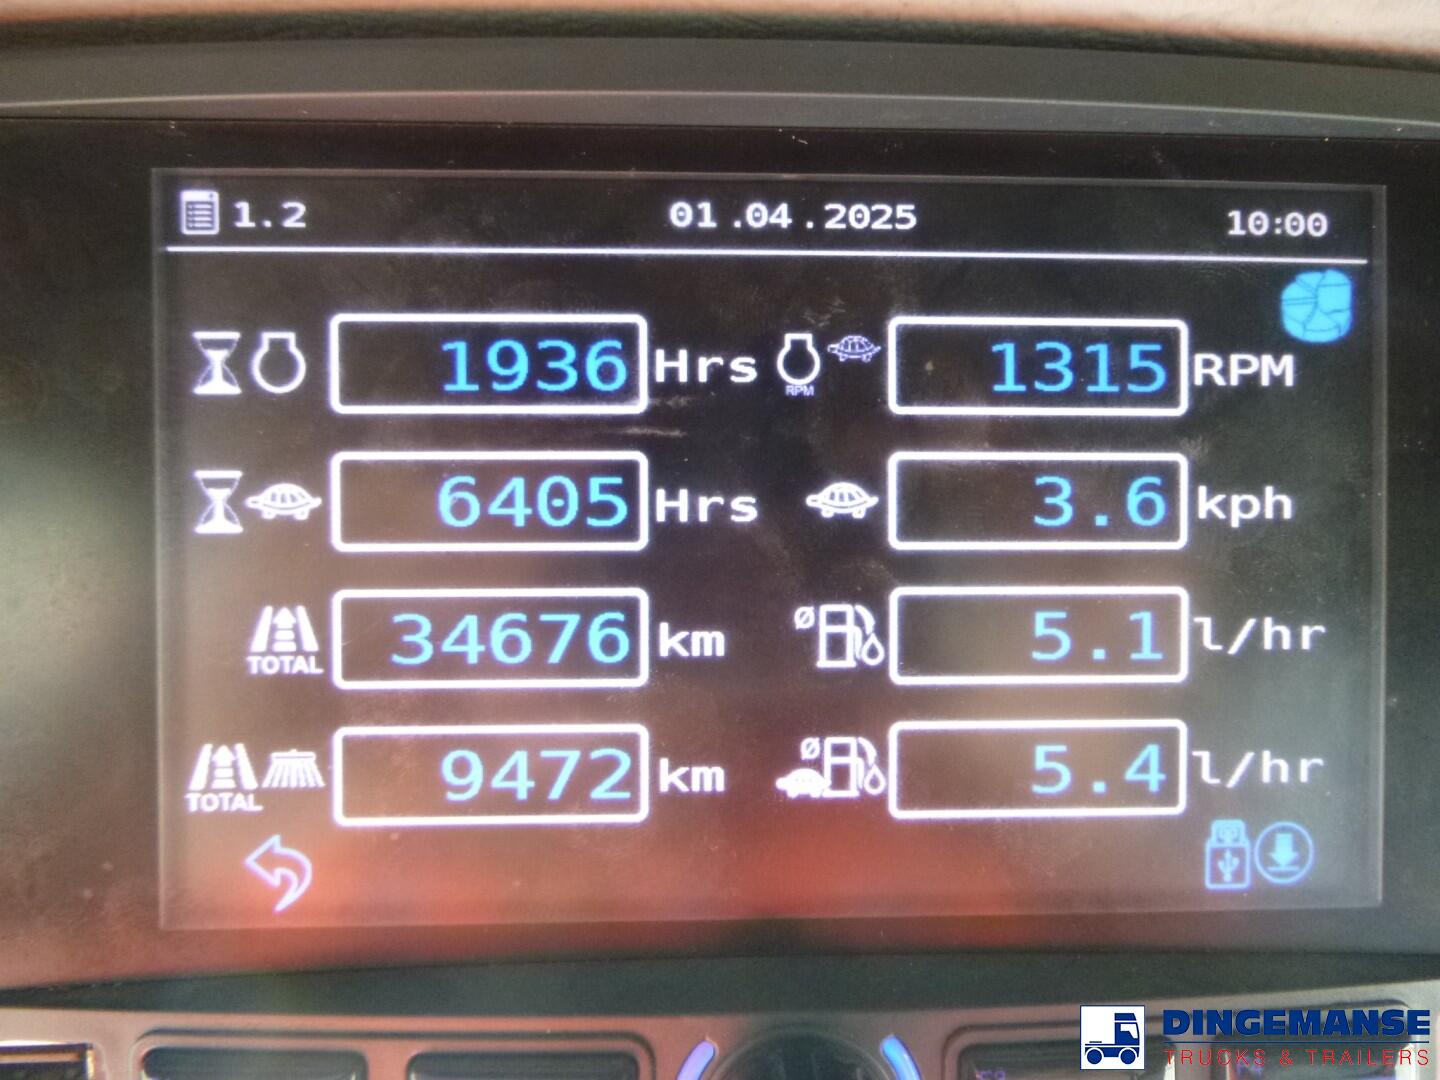 1.2 01.04.2025 10:00
1936 Hrs RPM 1315 RPM
6405 Hrs 3.6 kph
TOTAL 34676 km Ø 5.1 l/hr
TOTAL 9472 km Ø 5.4 l/hr
DINGEMANSE
TRUCKS & TRAILERS